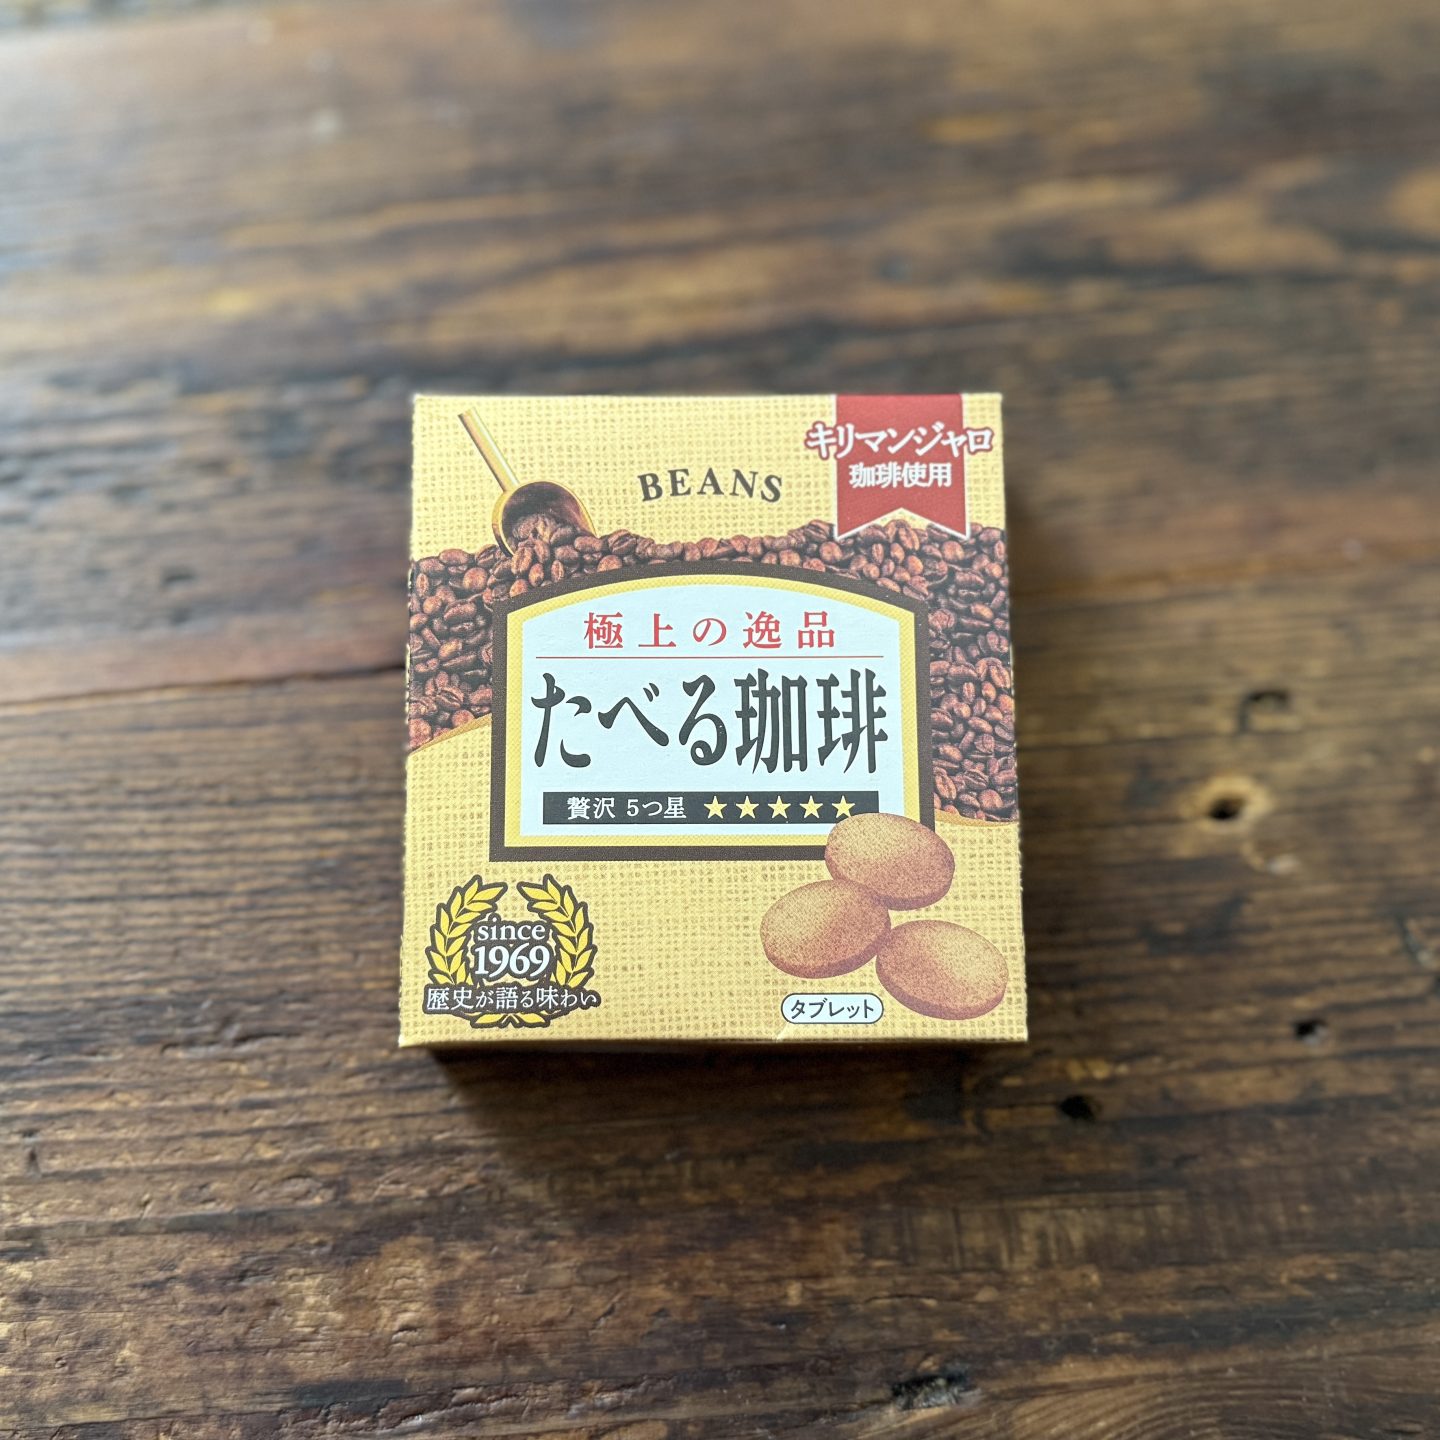 キリマンジャロ
珈琲使用
BEANS
極上の逸品
たべる珈琲
贅沢 5つ星 ★★★★★
since
1969
歴史が語る味わい
タブレット